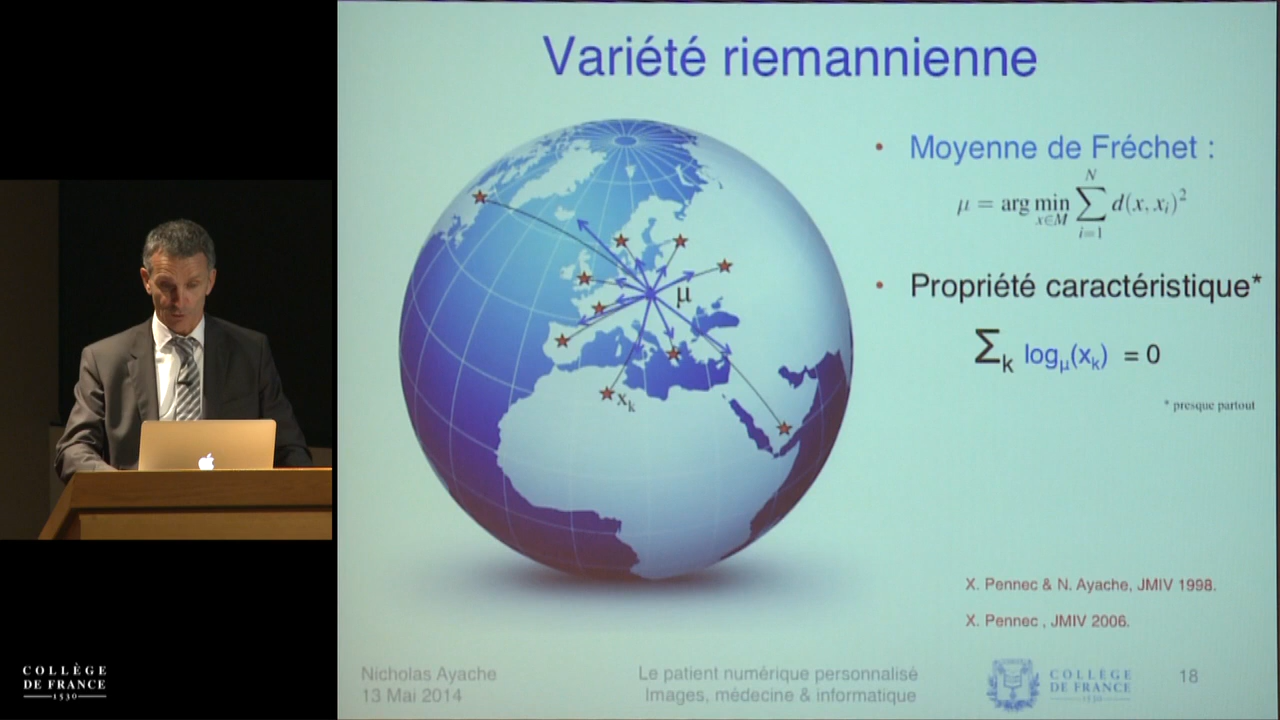 Variété riemannienne
• Moyenne de Fréchet :
μ = arg min_{x∈M} ∑_{i=1}^{N} d(x, x_i)²
• Propriété caractéristique*
Σ_k log_μ(x_k) = 0
* presque partout
μ
x_k
X. Pennec & N. Ayache, JMIV 1998.
X. Pennec , JMIV 2006.
Nicholas Ayache
13 Mai 2014
Le patient numérique personnalisé
Images, médecine & informatique
COLLÈGE
DE FRANCE
1530
18
COLLÈGE
DE FRANCE
1530